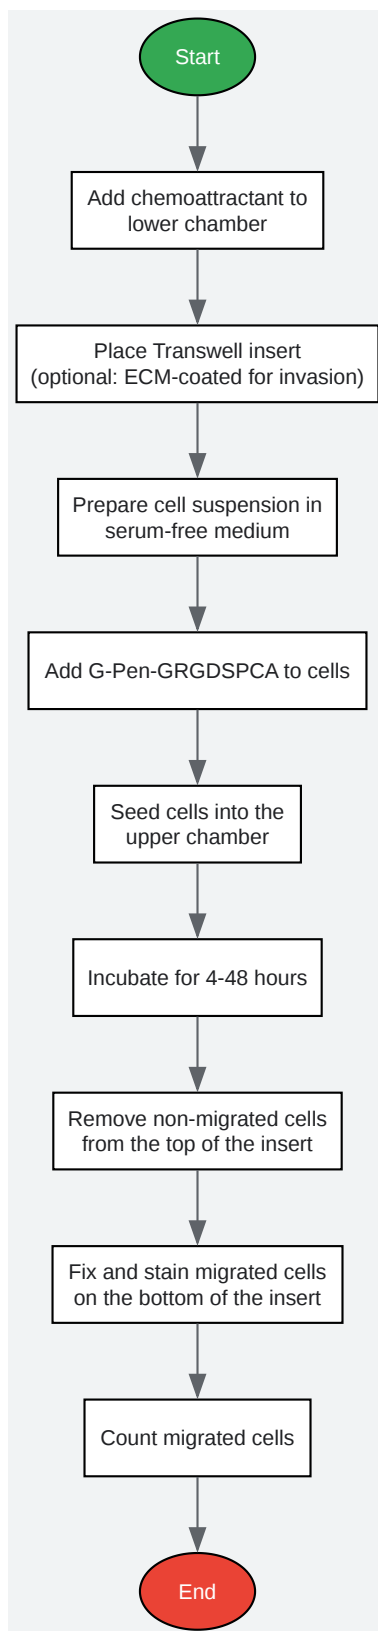 Start
Add chemoattractant to
lower chamber
Place Transwell insert
(optional: ECM-coated for invasion)
Prepare cell suspension in
serum-free medium
Add G-Pen-GRGDSPCA to cells
Seed cells into the
upper chamber
Incubate for 4-48 hours
Remove non-migrated cells
from the top of the insert
Fix and stain migrated cells
on the bottom of the insert
Count migrated cells
End